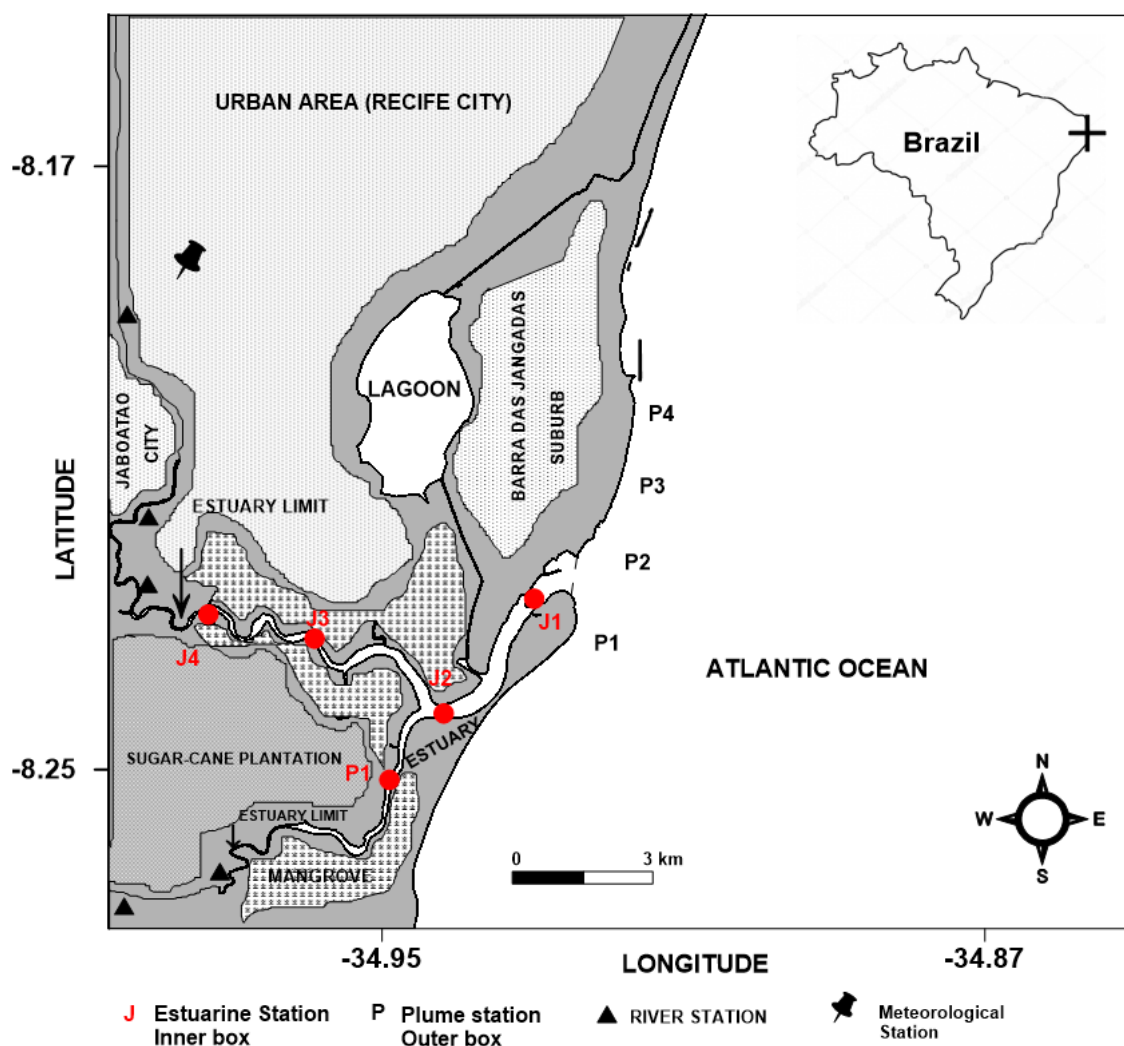 URBAN AREA (RECIFE CITY)
Brazil
-8.17
LAGOON
BARRA DAS JANGADAS
SUBURB
P4
JABOATAO
CITY
P3
ESTUARY LIMIT
LATITUDE
P2
J1
J3
P1
J4
ATLANTIC OCEAN
J2
ESTUARY
SUGAR-CANE PLANTATION
-8.25
P1
N
ESTUARY LIMIT
W
E
0
3 km
MANGROVE
S
-34.95
-34.87
LONGITUDE
J Estuarine Station
Inner box
P Plume station
Outer box
RIVER STATION
Meteorological
Station